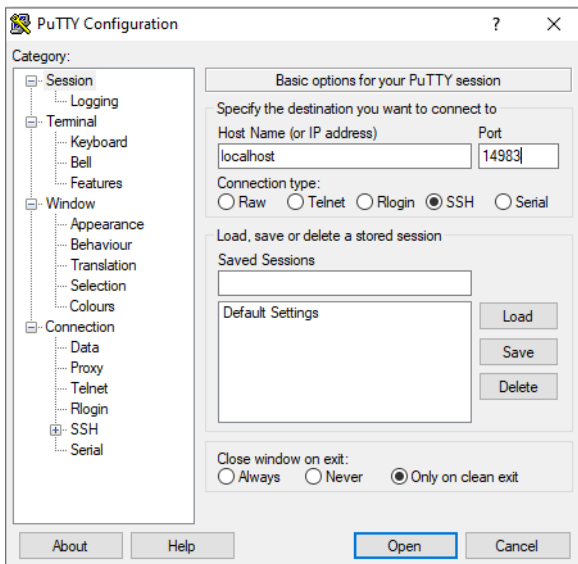 PuTTY Configuration
?
Category:
Session
Logging
Terminal
Keyboard
Bell
Features
Window
Appearance
Behaviour
Translation
Selection
Colours
Connection
Data
Proxy
Telnet
Rlogin
SSH
Serial
Basic options for your PuTTY session
Specify the destination you want to connect to
Host Name (or IP address) Port
localhost 14983
Connection type:
Raw Telnet Rlogin SSH Serial
Load, save or delete a stored session
Saved Sessions
Default Settings
Load
Save
Delete
Close window on exit:
Always Never Only on clean exit
About Help Open Cancel